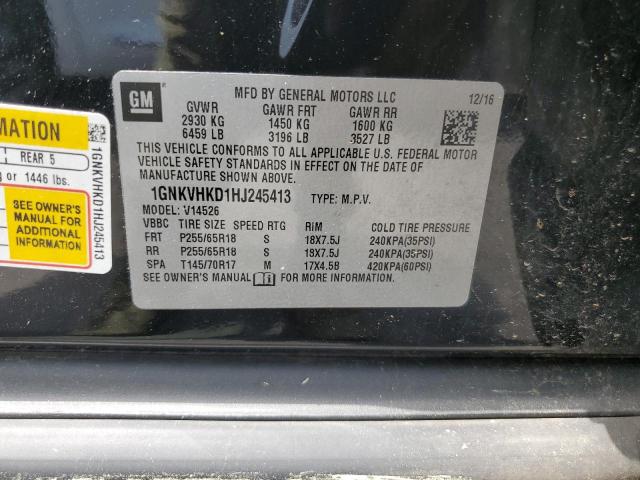 GM
MFD BY GENERAL MOTORS LLC
12/16
GVWR GAWR FRT GAWR RR
2930 KG 1450 KG 1600 KG
6459 LB 3196 LB 3527 LB
THIS VEHICLE CONFORMS TO ALL APPLICABLE U.S. FEDERAL MOTOR
VEHICLE SAFETY STANDARDS IN EFFECT ON THE DATE OF
MANUFACTURE SHOWN ABOVE.
1GNKVHKD1HJ245413 TYPE: M.P.V.
MODEL: V14526
VBBC TIRE SIZE SPEED RTG RIM COLD TIRE PRESSURE
FRT P255/65R18 S 18X7.5J 240KPA(35PSI)
RR P255/65R18 S 18X7.5J 240KPA(35PSI)
SPA T145/70R17 M 17X4.5B 420KPA(60PSI)
SEE OWNER'S MANUAL FOR MORE INFORMATION.
MATION
REAR 5
or 1446 lbs.
SEE OWNER'S
MANUAL FOR
ADDITIONAL
INFORMATION
1GNKVHKD1HJ245413